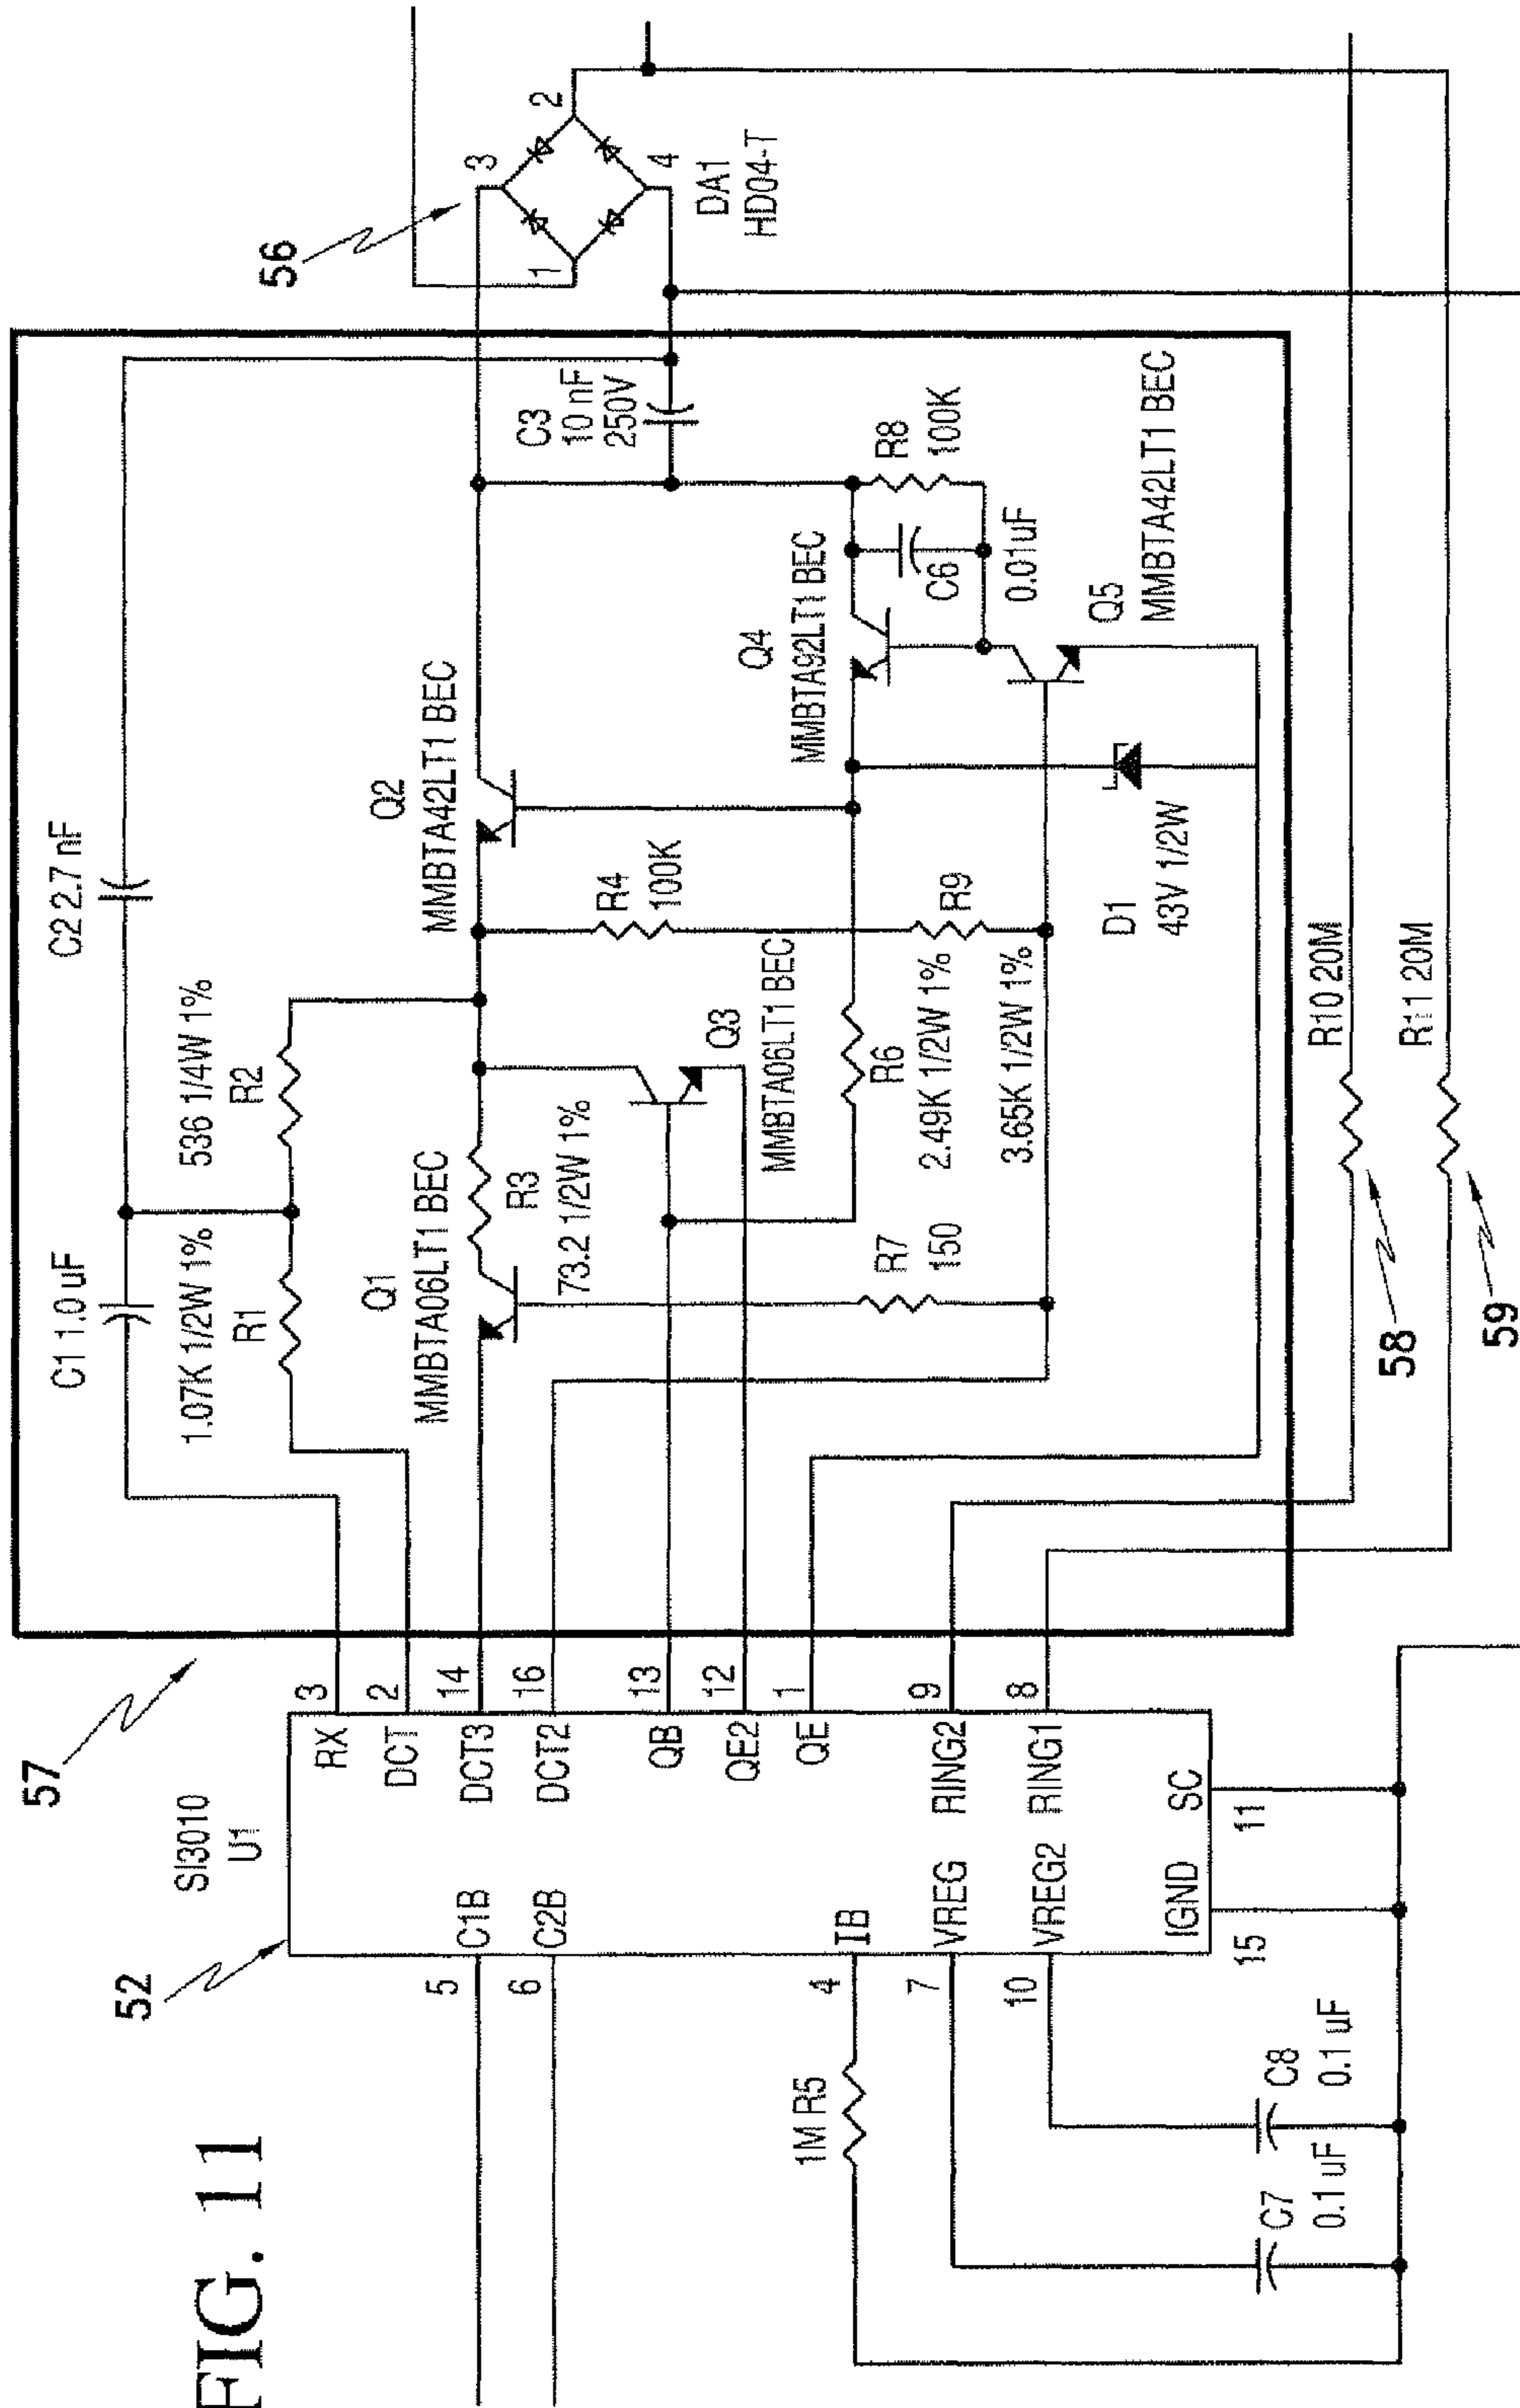 FIG. 11
52
SI3010
U1
57
C1B
5
C2B
6
IB
4
VREG
7
VREG2
10
IGND
15
SC
11
RX
3
DCT
2
DCT3
14
DCT2
16
QB
13
QE2
12
QE
1
RING2
9
RING1
8
1M R5
C7
0.1 uF
C8
0.1 uF
C1 1.0 uF
C2 2.7 nF
1.07K 1/2W 1%
R1
536 1/4W 1%
R2
Q1
MMBTA06LT1 BEC
R3
73.2 1/2W 1%
Q2
MMBTA42LT1 BEC
R4
100K
Q3
MMBTA06LT1 BEC
R6
2.49K 1/2W 1%
R9
3.65K 1/2W 1%
R7
150
Q4
MMBTA92LT1 BEC
C3
10 nF
250V
R8
100K
C6
0.01uF
Q5
MMBTA42LT1 BEC
D1
43V 1/2W
56
1
2
3
4
DA1
HD04-T
R10 20M
58
R11 20M
59